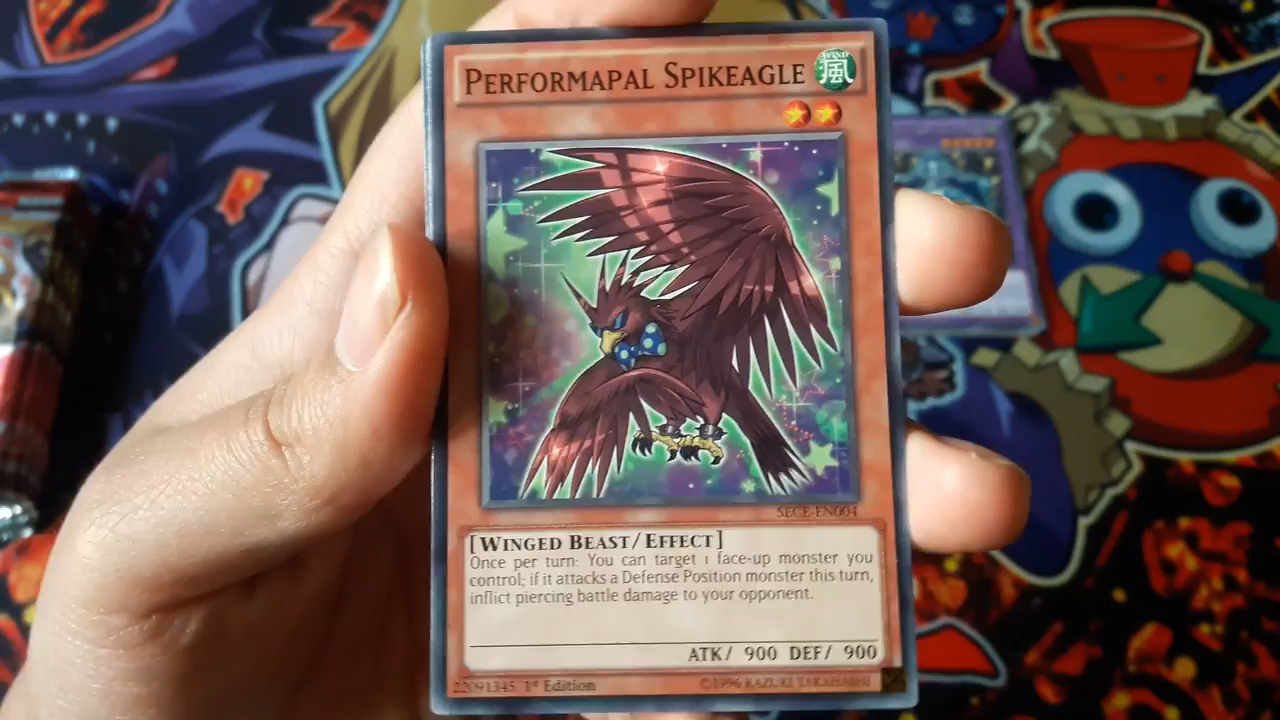 PERFORMAPAL SPIKEAGLE
WIND
風
SECE-EN004
[WINGED BEAST/EFFECT]
Once per turn: You can target 1 face-up monster you
control; if it attacks a Defense Position monster this turn,
inflict piercing battle damage to your opponent.
ATK/ 900 DEF/ 900
22091345 1st Edition
©1996 KAZUKI TAKAHASHI